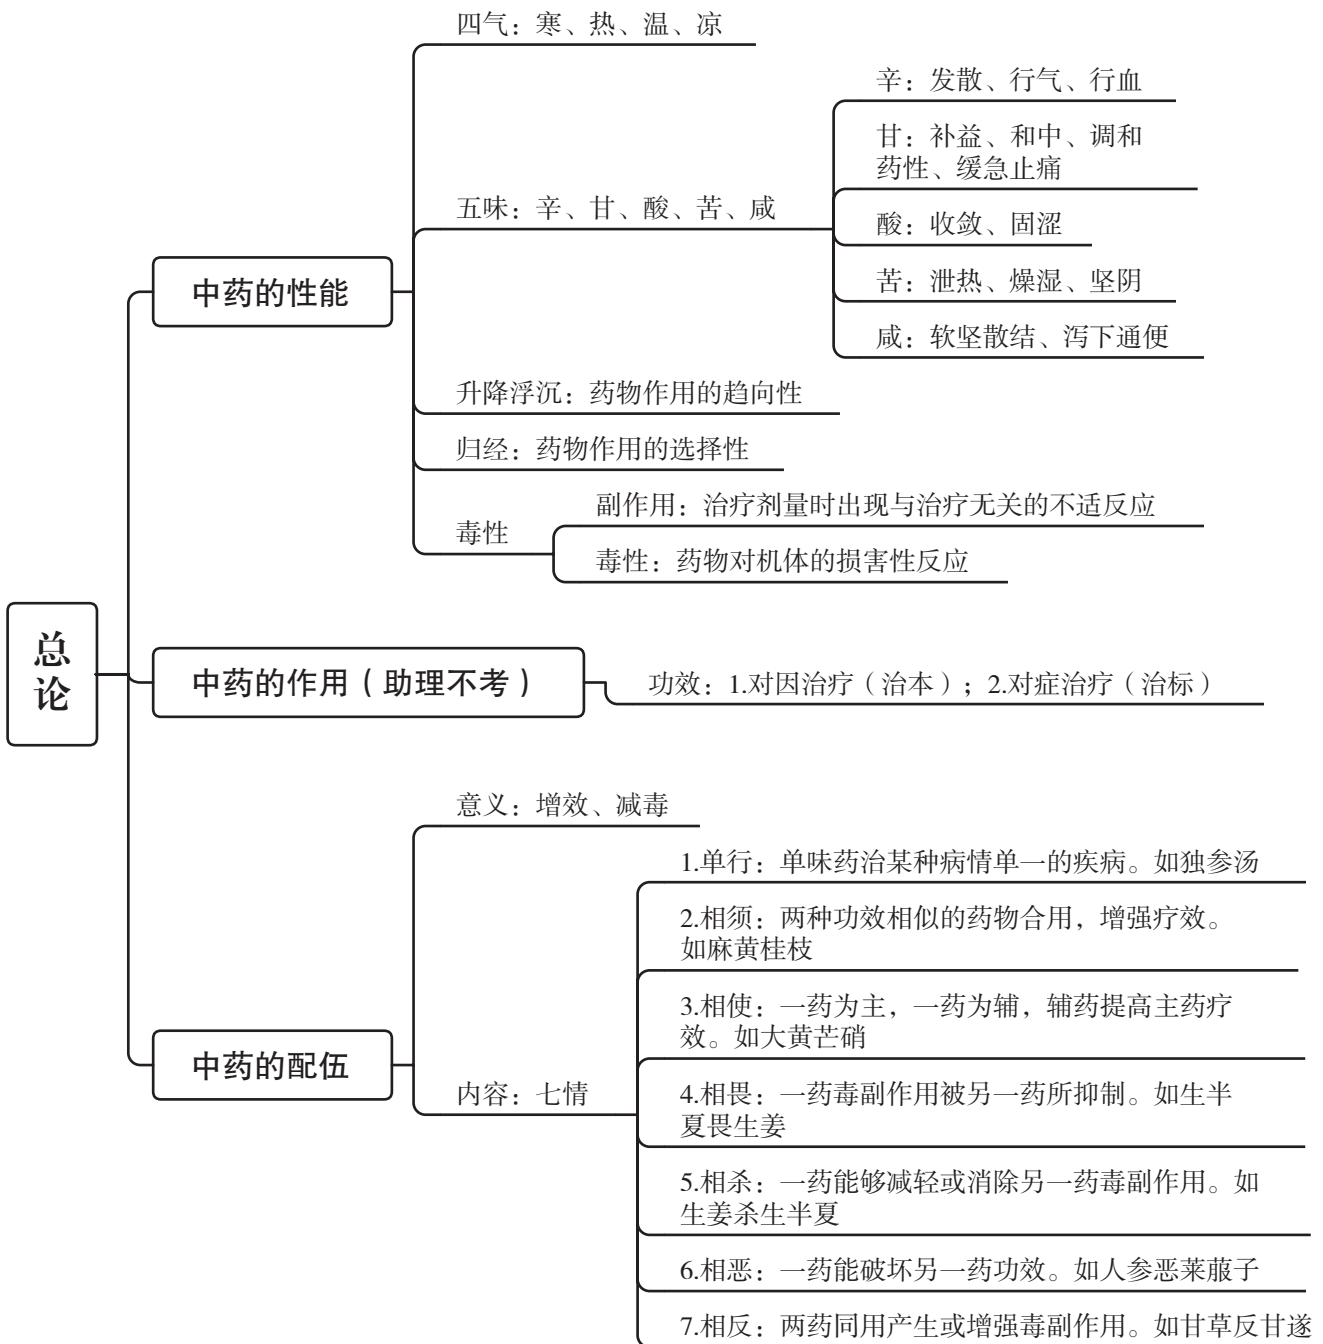 总
论
中药的性能
四气：寒、热、温、凉
五味：辛、甘、酸、苦、咸
辛：发散、行气、行血
甘：补益、和中、调和
药性、缓急止痛
酸：收敛、固涩
苦：泄热、燥湿、坚阴
咸：软坚散结、泻下通便
升降浮沉：药物作用的趋向性
归经：药物作用的选择性
毒性
副作用：治疗剂量时出现与治疗无关的不适反应
毒性：药物对机体的损害性反应
中药的作用（助理不考）
功效：1.对因治疗（治本）；2.对症治疗（治标）
中药的配伍
意义：增效、减毒
内容：七情
1.单行：单味药治某种病情单一的疾病。如独参汤
2.相须：两种功效相似的药物合用，增强疗效。
如麻黄桂枝
3.相使：一药为主，一药为辅，辅药提高主药疗
效。如大黄芒硝
4.相畏：一药毒副作用被另一药所抑制。如生半
夏畏生姜
5.相杀：一药能够减轻或消除另一药毒副作用。如
生姜杀生半夏
6.相恶：一药能破坏另一药功效。如人参恶莱菔子
7.相反：两药同用产生或增强毒副作用。如甘草反甘遂